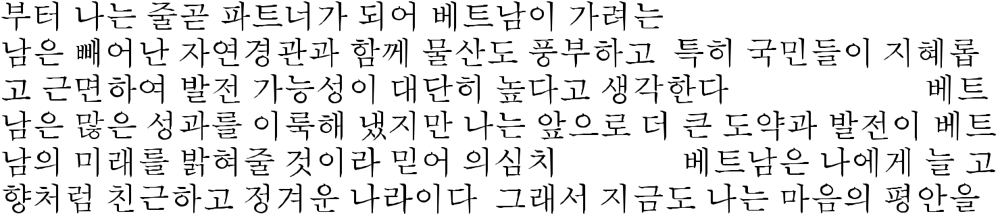 부터 나는 줄곧 파트너가 되어 베트남이 가려는
남은 빼어난 자연경관과 함께 물산도 풍부하고 특히 국민들이 지혜롭
고 근면하여 발전 가능성이 대단히 높다고 생각한다 베트
남은 많은 성과를 이룩해 냈지만 나는 앞으로 더 큰 도약과 발전이 베트
남의 미래를 밝혀줄 것이라 믿어 의심치 베트남은 나에게 늘 고
향처럼 친근하고 정겨운 나라이다 그래서 지금도 나는 마음의 평안을